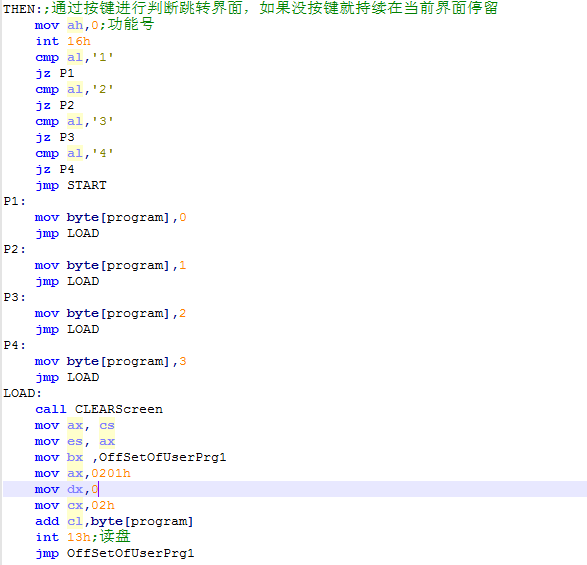 THEN:;通过按键进行判断跳转界面，如果没按键就持续在当前界面停留
mov ah,0;功能号
int 16h
cmp al,'1'
jz P1
cmp al,'2'
jz P2
cmp al,'3'
jz P3
cmp al,'4'
jz P4
jmp START
P1:
mov byte[program],0
jmp LOAD
P2:
mov byte[program],1
jmp LOAD
P3:
mov byte[program],2
jmp LOAD
P4:
mov byte[program],3
jmp LOAD
LOAD:
call CLEARScreen
mov ax, cs
mov es, ax
mov bx ,OffSetOfUserPrg1
mov ax,0201h
mov dx,0
mov cx,02h
add cl,byte[program]
int 13h;读盘
jmp OffSetOfUserPrg1